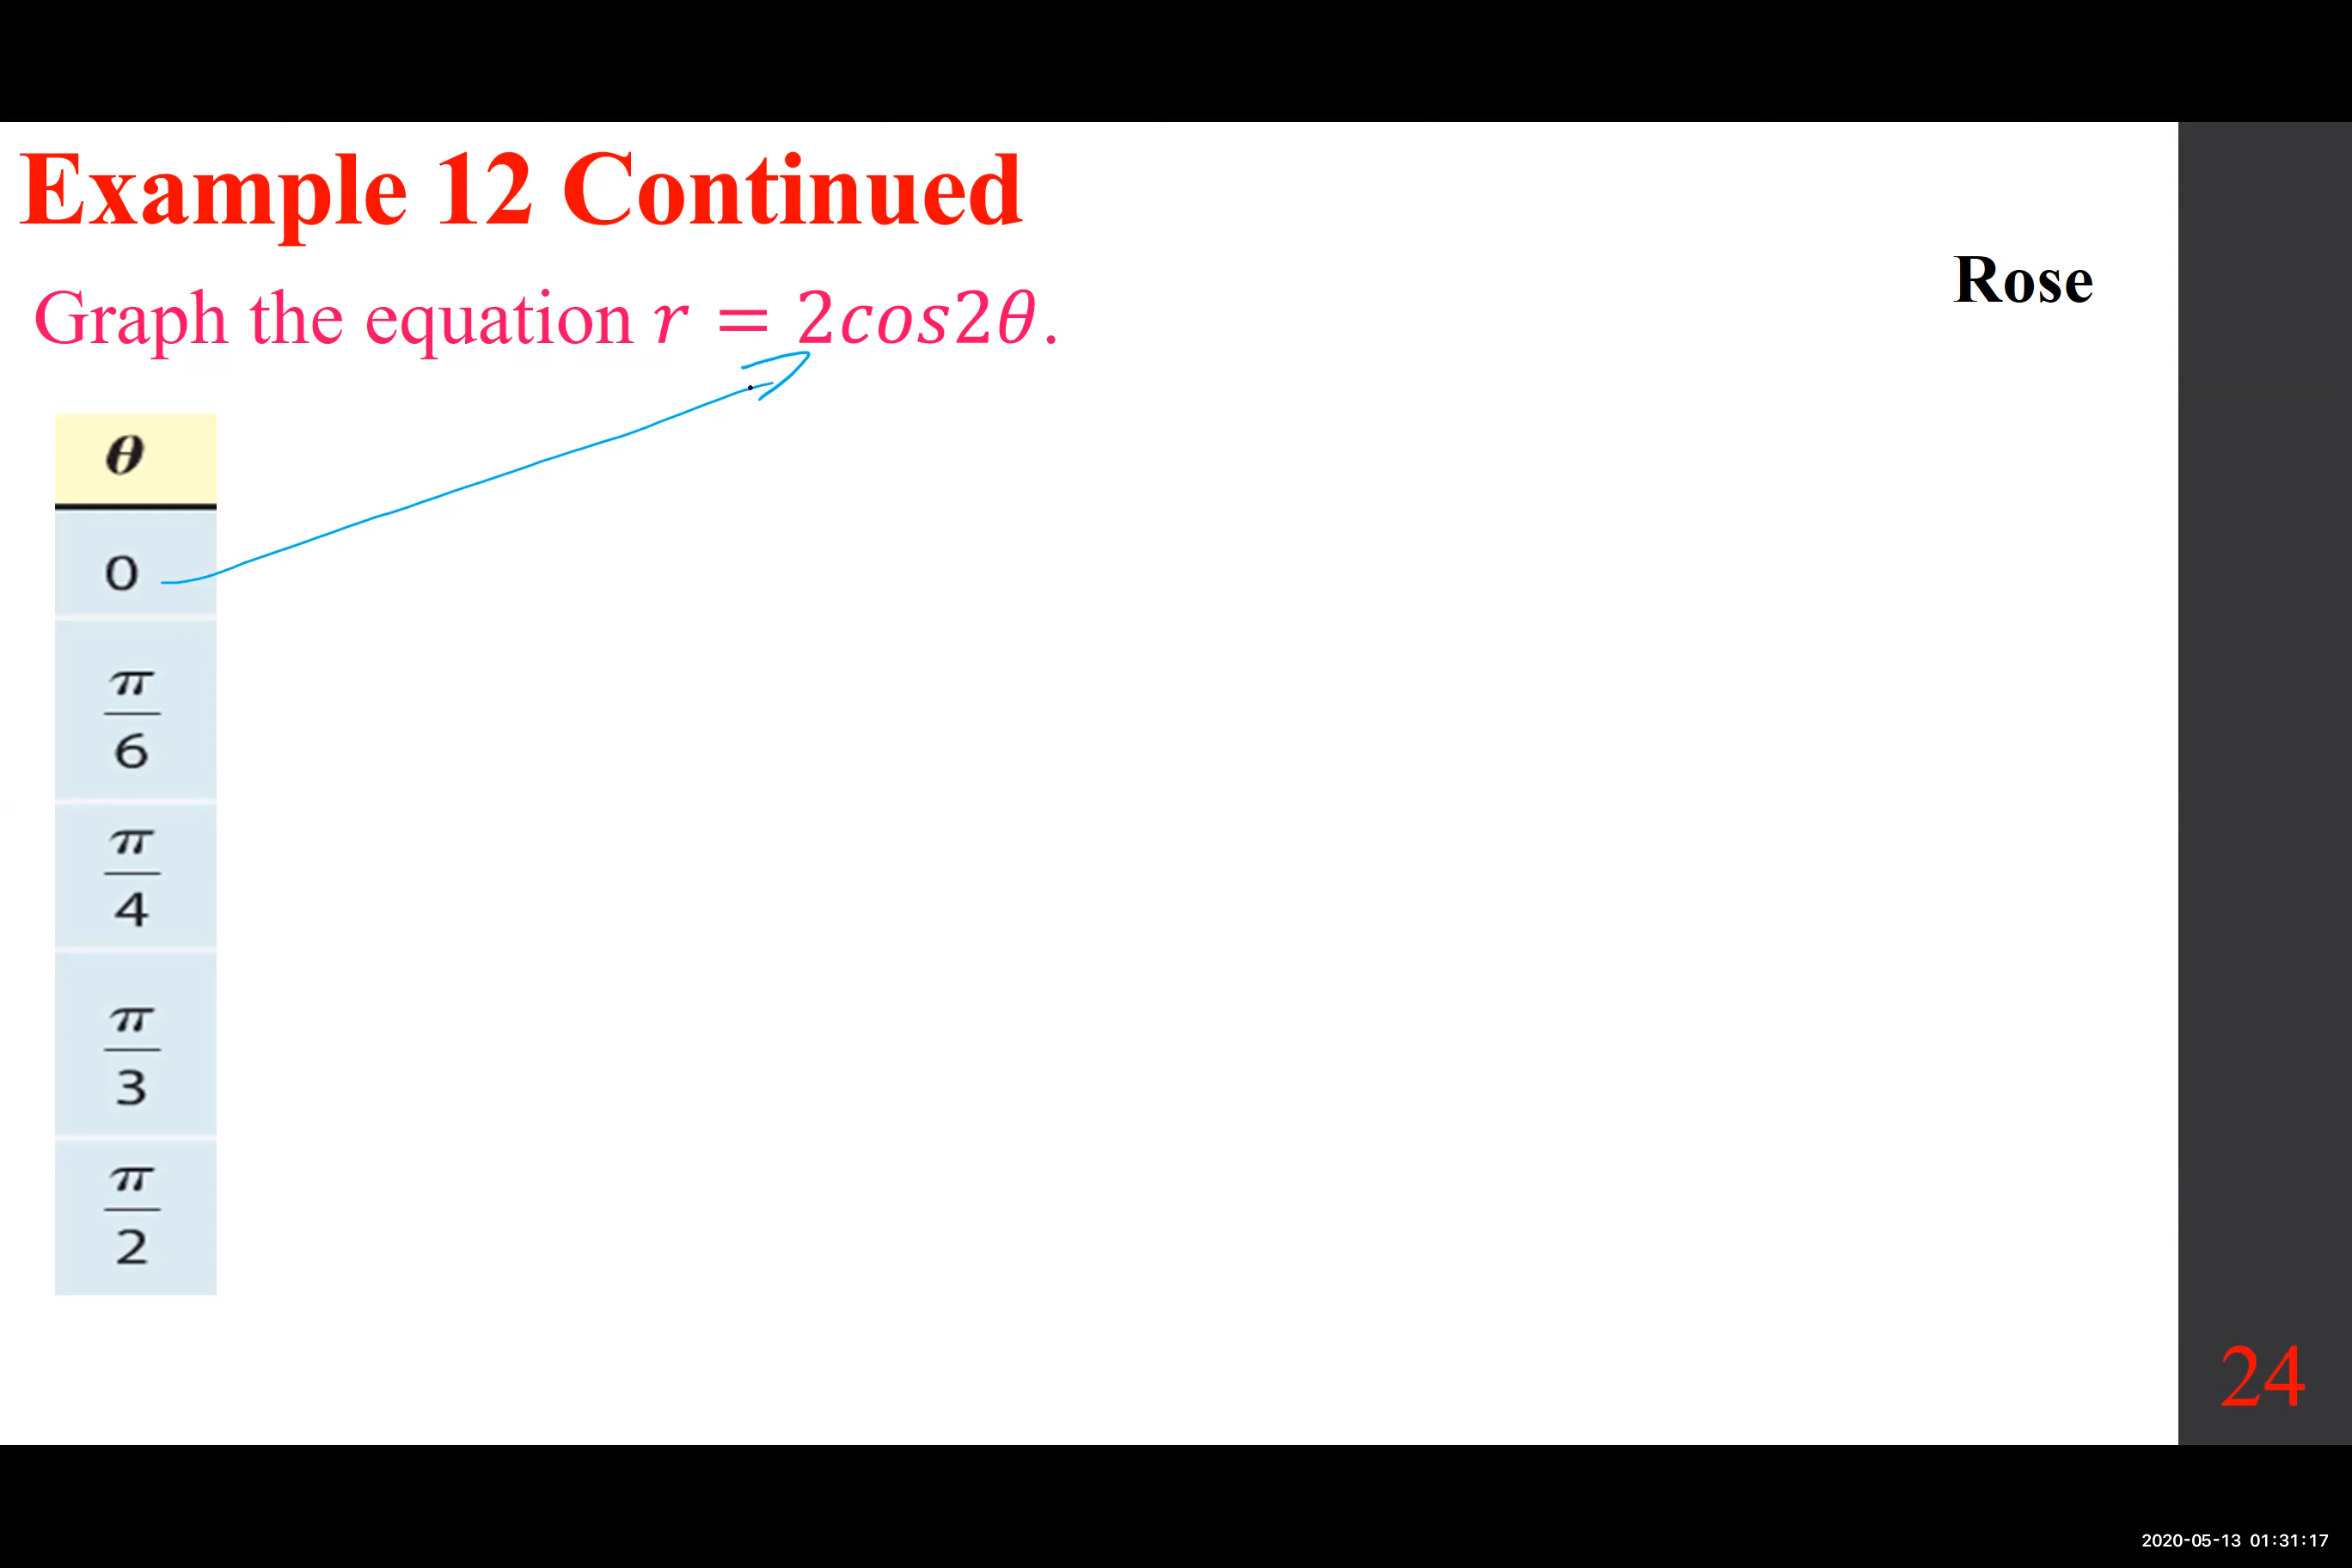 Example 12 Continued
Rose
Graph the equation r = 2cos2θ.
θ
0
π
6
π
4
π
3
π
2
24
2020-05-13 01:31:17